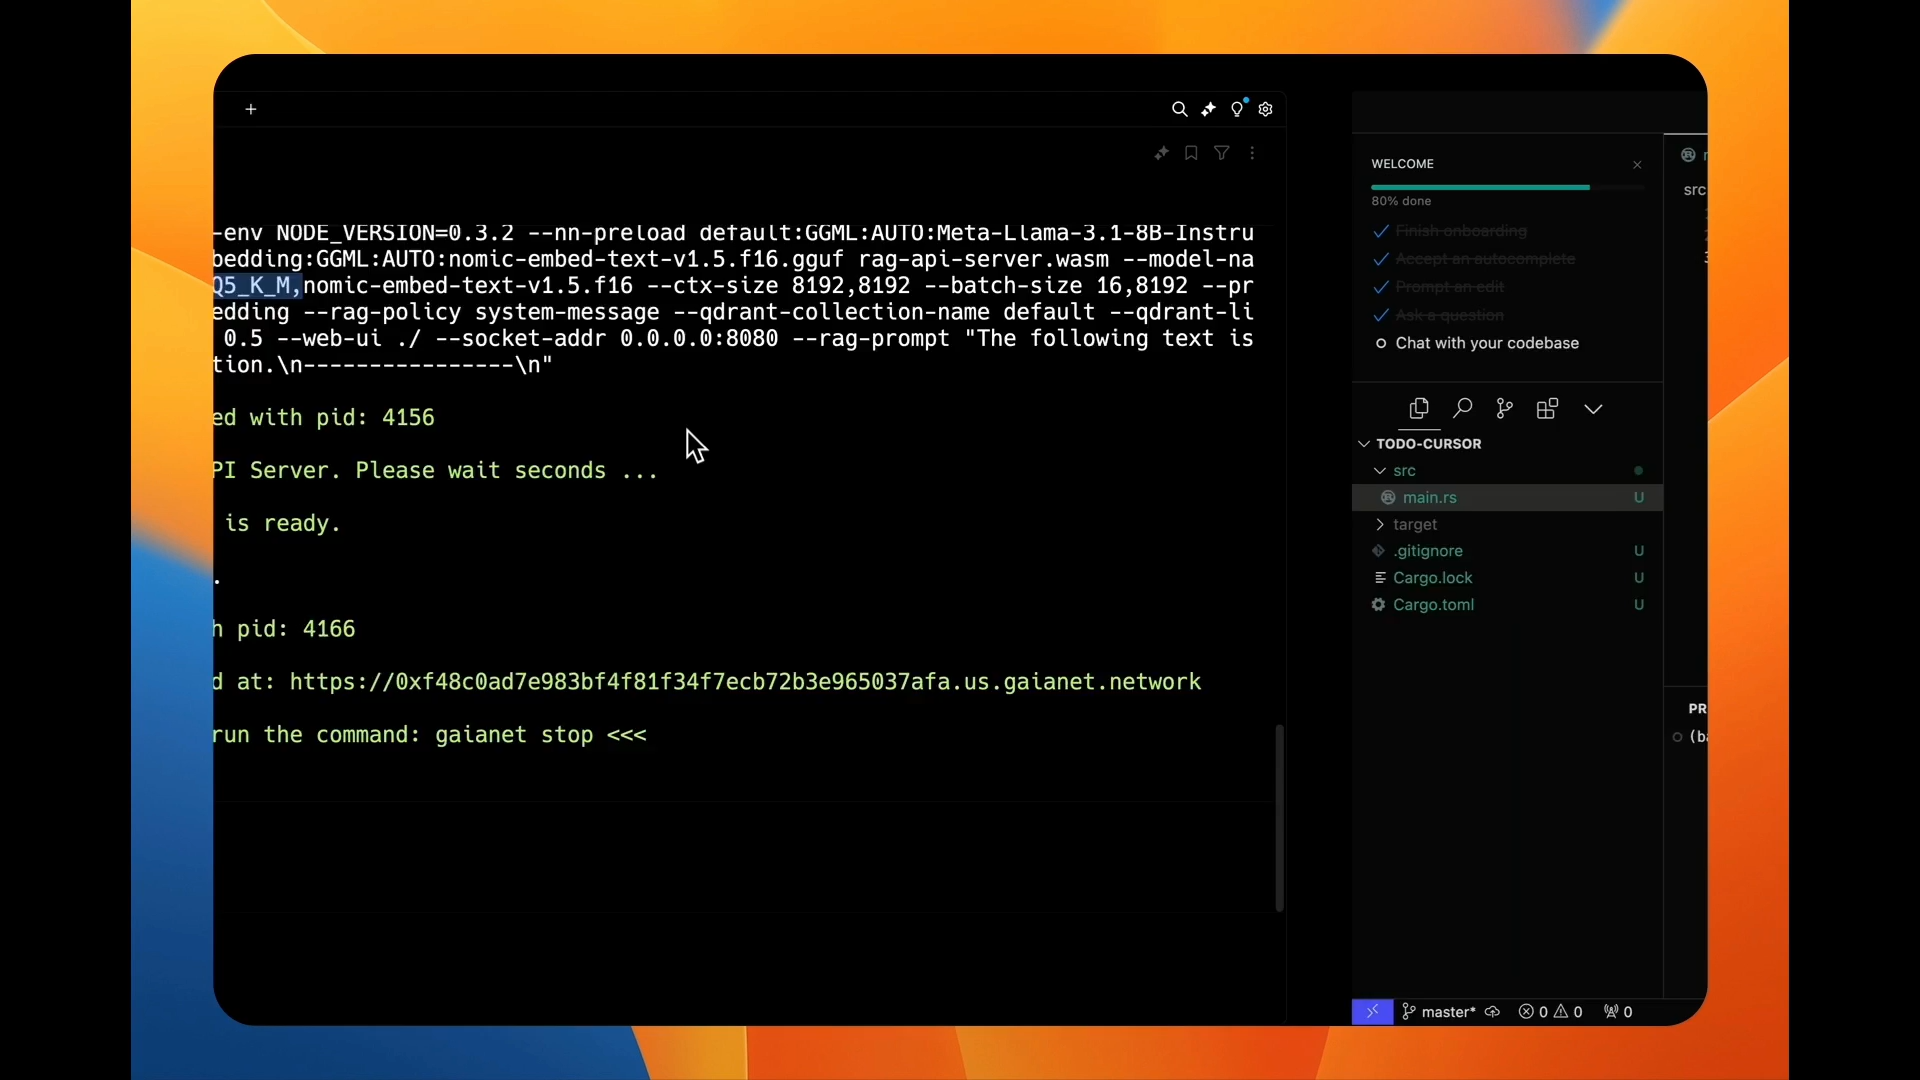 -env NODE_VERSION=0.3.2 --nn-preload default:GGML:AUTO:Meta-Llama-3.1-8B-Instru
bedding:GGML:AUTO:nomic-embed-text-v1.5.f16.gguf rag-api-server.wasm --model-na
Q5_K_M,nomic-embed-text-v1.5.f16 --ctx-size 8192,8192 --batch-size 16,8192 --pr
edding --rag-policy system-message --qdrant-collection-name default --qdrant-li
0.5 --web-ui ./ --socket-addr 0.0.0.0:8080 --rag-prompt "The following text is
tion.\n----------------\n"
ed with pid: 4156
PI Server. Please wait seconds ...
is ready.
.
h pid: 4166
d at: https://0xf48c0ad7e983bf4f81f34f7ecb72b3e965037afa.us.gaianet.network
run the command: gaianet stop <<<
WELCOME
80% done
Finish onboarding
Accept an autocomplete
Prompt an edit
Ask a question
Chat with your codebase
TODO-CURSOR
src
main.rs U
target
.gitignore U
Cargo.lock U
Cargo.toml U
master* 0 0 0
src
PR
(ba